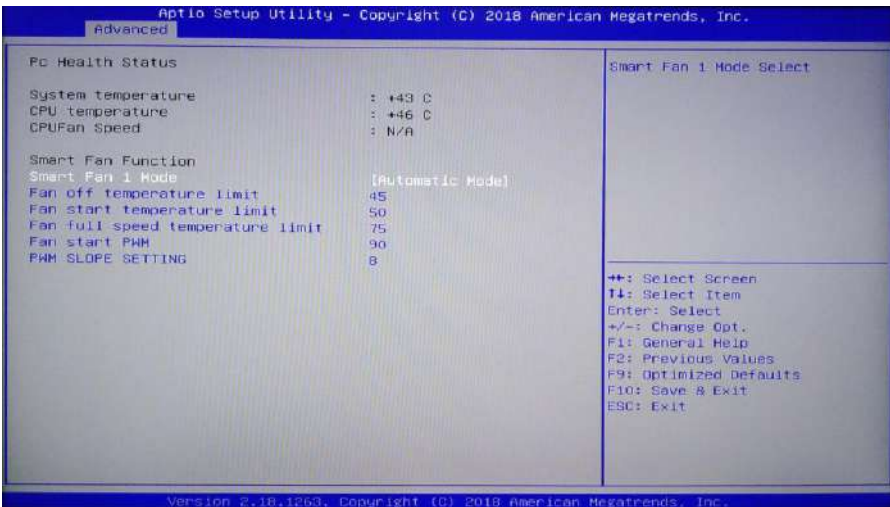 Aptio Setup Utility - Copyright (C) 2018 American Megatrends, Inc.
Advanced
Pc Health Status
System temperature : +43 C
CPU temperature : +46 C
CPUFan Speed : N/A
Smart Fan Function
Smart Fan 1 Mode [Automatic Mode]
Fan off temperature limit 45
Fan start temperature limit 50
Fan full speed temperature limit 75
Fan start PWM 90
PWM SLOPE SETTING 8
Smart Fan 1 Mode Select
→←: Select Screen
↑↓: Select Item
Enter: Select
+/-: Change Opt.
F1: General Help
F2: Previous Values
F9: Optimized Defaults
F10: Save & Exit
ESC: Exit
Version 2.18.1263. Copyright (C) 2018 American Megatrends, Inc.